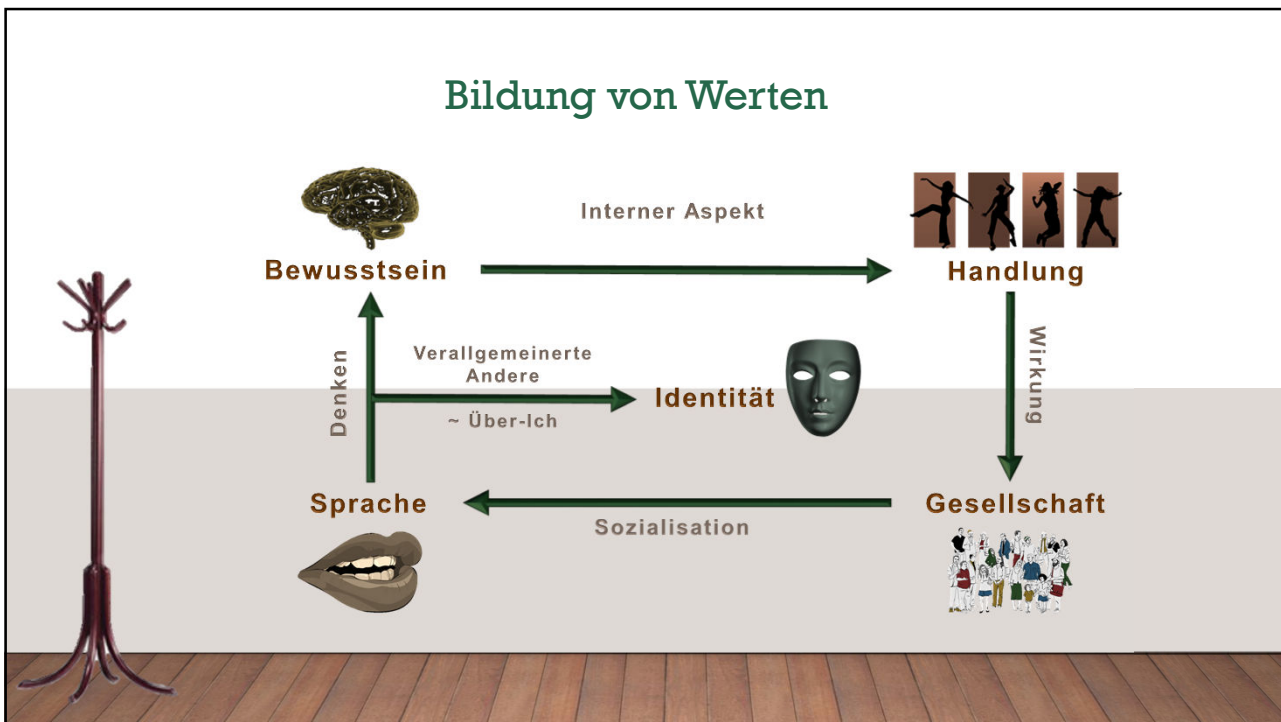 Bildung von Werten
Interner Aspekt
Bewusstsein
Handlung
Denken
Verallgemeinerte
Andere
Identität
~ Über-Ich
Wirkung
Sprache
Gesellschaft
Sozialisation